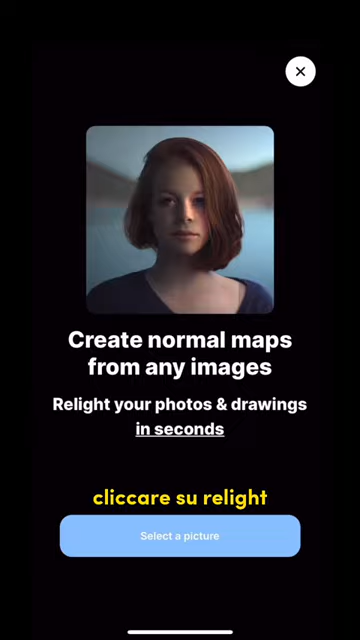 Create normal maps
from any images
Relight your photos & drawings
in seconds
cliccare su relight
Select a picture